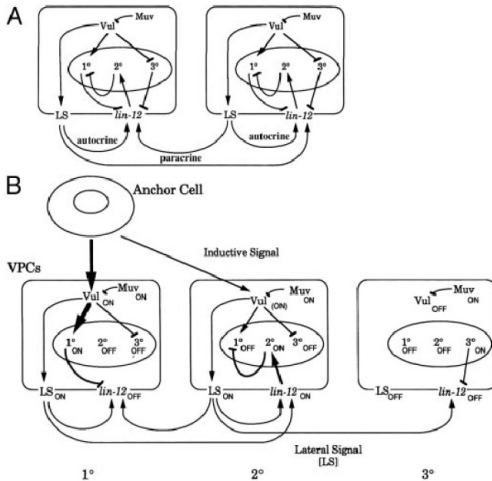 A
Muv Muv
Vul Vul
1° 2° 3° 1° 2° 3°
LS lin-12 LS lin-12
autocrine autocrine
paracrine
B
Anchor Cell
Inductive Signal
VPCs
Muv ON Muv ON Muv ON
Vul ON Vul (ON) Vul OFF
1° ON 2° OFF 3° OFF 1° OFF 2° ON 3° OFF 1° OFF 2° OFF 3° ON
LS ON lin-12 OFF LS ON lin-12 ON LS OFF lin-12 OFF
Lateral Signal
[LS]
1° 2° 3°